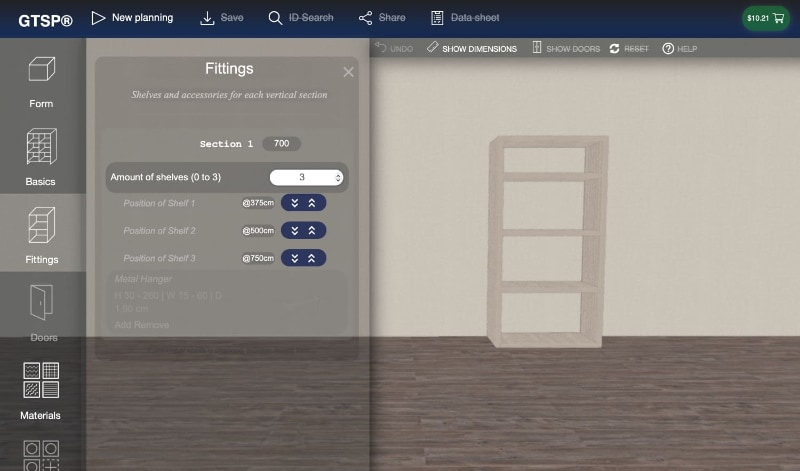 GTSP®
New planning
Save
ID Search
Share
Data sheet
$10.21
UNDO
SHOW DIMENSIONS
SHOW DOORS
RESET
HELP
Form
Basics
Fittings
Doors
Materials
Fittings
Shelves and accessories for each vertical section
Section 1 700
Amount of shelves (0 to 3) 3
Position of Shelf 1 @375cm
Position of Shelf 2 @500cm
Position of Shelf 3 @750cm
Metal Hanger
H 30 - 250 | W 15 - 60 | D
Add Remove